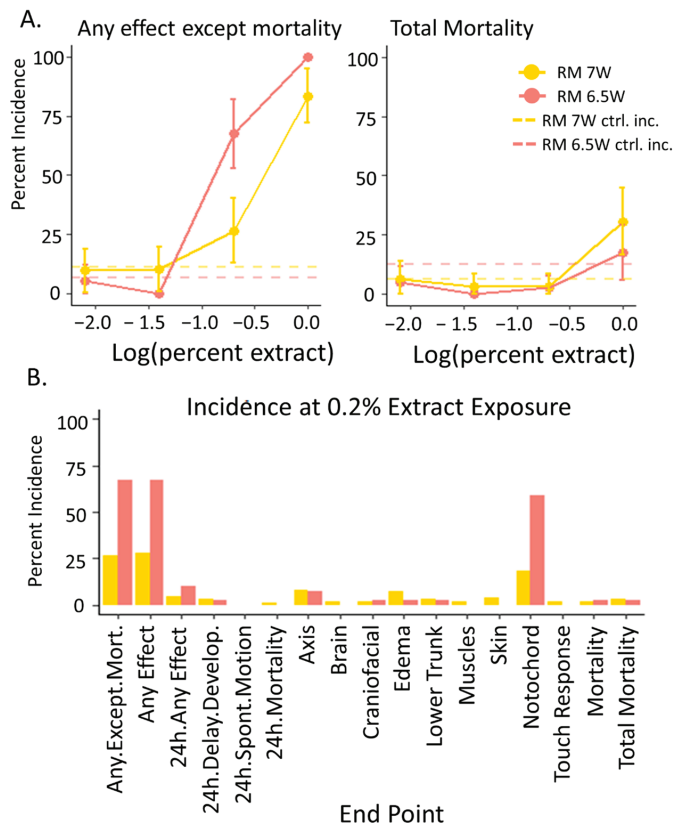 A.
Any effect except mortality
Total Mortality
Percent Incidence
100
75
50
25
0
−2.0
−1.5
−1.0
−0.5
0.0
Log(percent extract)
100
75
50
25
0
−2.0
−1.5
−1.0
−0.5
0.0
Log(percent extract)
RM 7W
RM 6.5W
RM 7W ctrl. inc.
RM 6.5W ctrl. inc.
B.
Incidence at 0.2% Extract Exposure
Percent Incidence
100
75
50
25
0
Any.Except.Mort.
Any Effect
24h.Any Effect
24h.Delay.Develop.
24h.Spont.Motion
24h.Mortality
Axis
Brain
Craniofacial
Edema
Lower Trunk
Muscles
Skin
Notochord
Touch Response
Mortality
Total Mortality
End Point